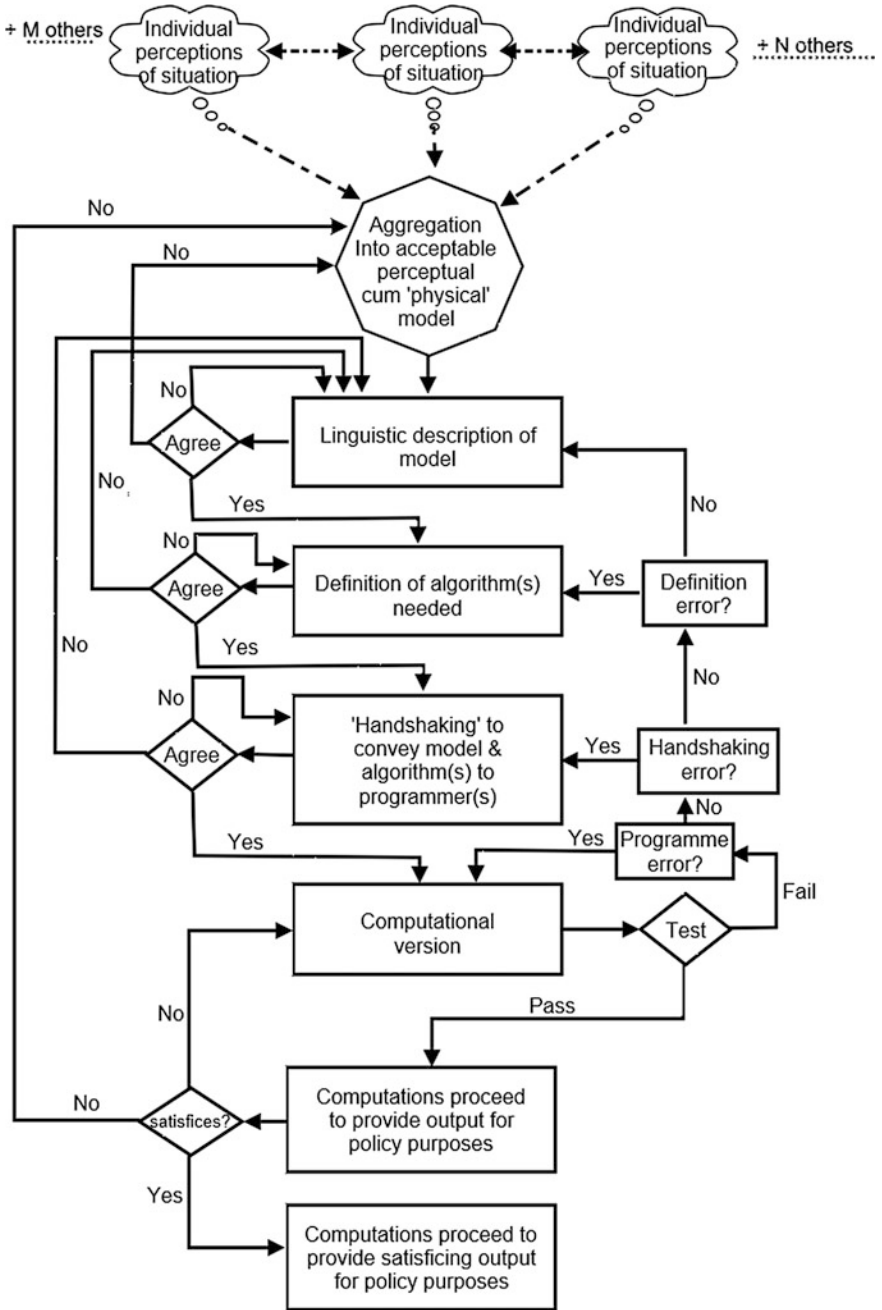 ÷ M others
Individual
perceptions
of situation
Individual
perceptions
of situation
Individual
perceptions
of situation
÷ N others
No
No
Aggregation
Into acceptable
perceptual
cum 'physical'
model
No
Agree
Linguistic description of
model
No
Yes
No
No
Agree
Definition of algorithm(s)
needed
Yes
Definition
error?
Yes
No
No
No
Agree
'Handshaking' to
convey model &
algorithm(s) to
programmer(s)
Yes
Handshaking
error?
No
Yes
Yes
Programme
error?
Fail
Computational
version
Test
No
Pass
No
satisfices?
Computations proceed
to provide output for
policy purposes
Yes
Computations proceed to
provide satisficing output
for policy purposes